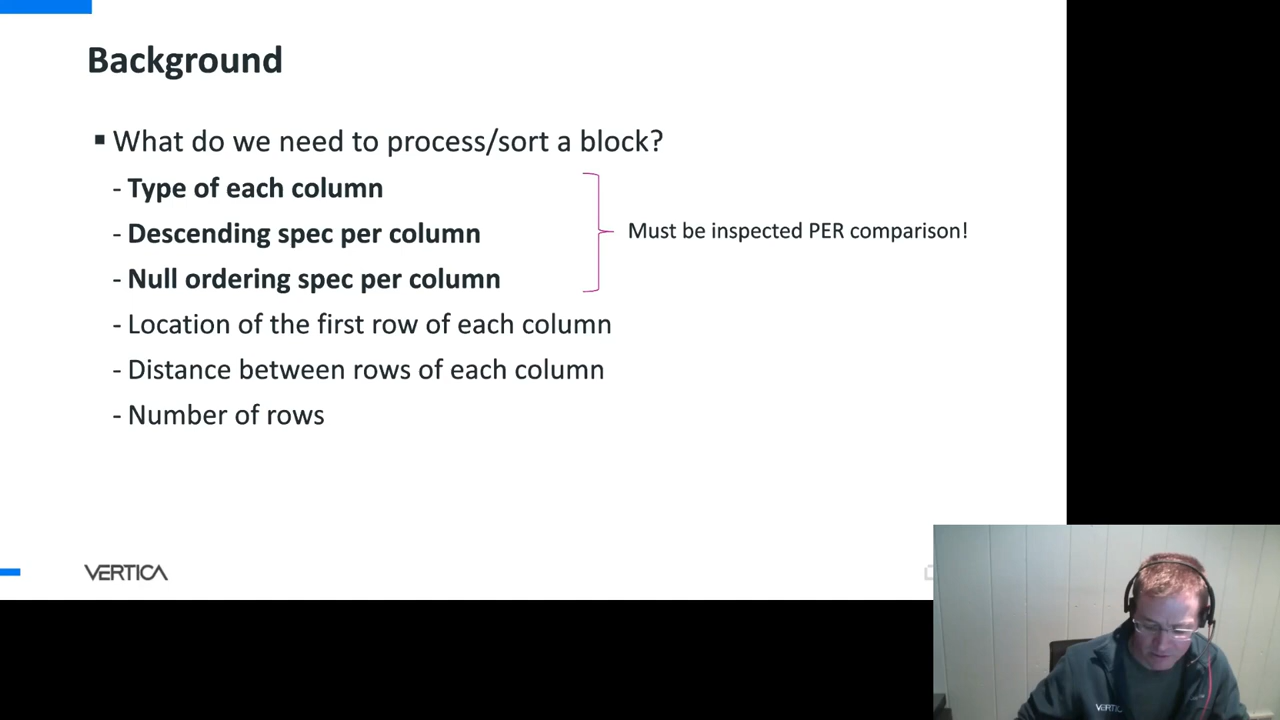 Background
▪ What do we need to process/sort a block?
- Type of each column
- Descending spec per column
- Null ordering spec per column
Must be inspected PER comparison!
- Location of the first row of each column
- Distance between rows of each column
- Number of rows
VERTICA
VERTIC